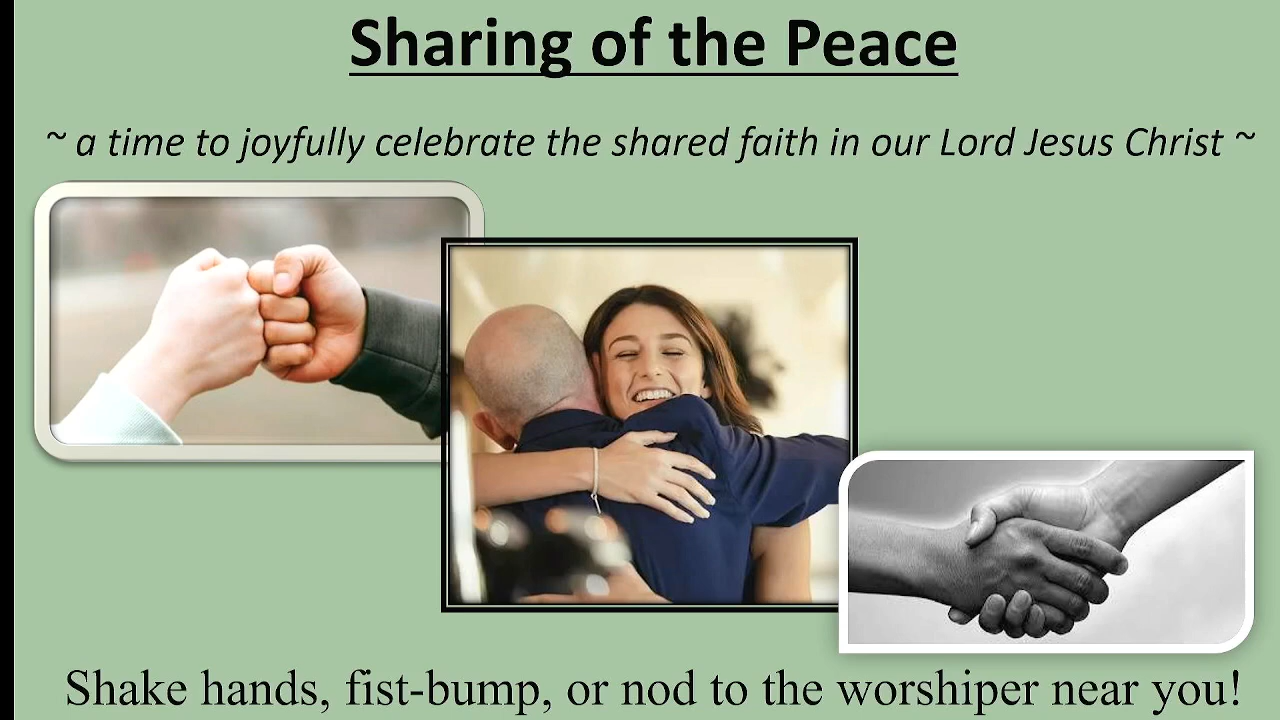 Sharing of the Peace
~ a time to joyfully celebrate the shared faith in our Lord Jesus Christ ~
Shake hands, fist-bump, or nod to the worshiper near you!